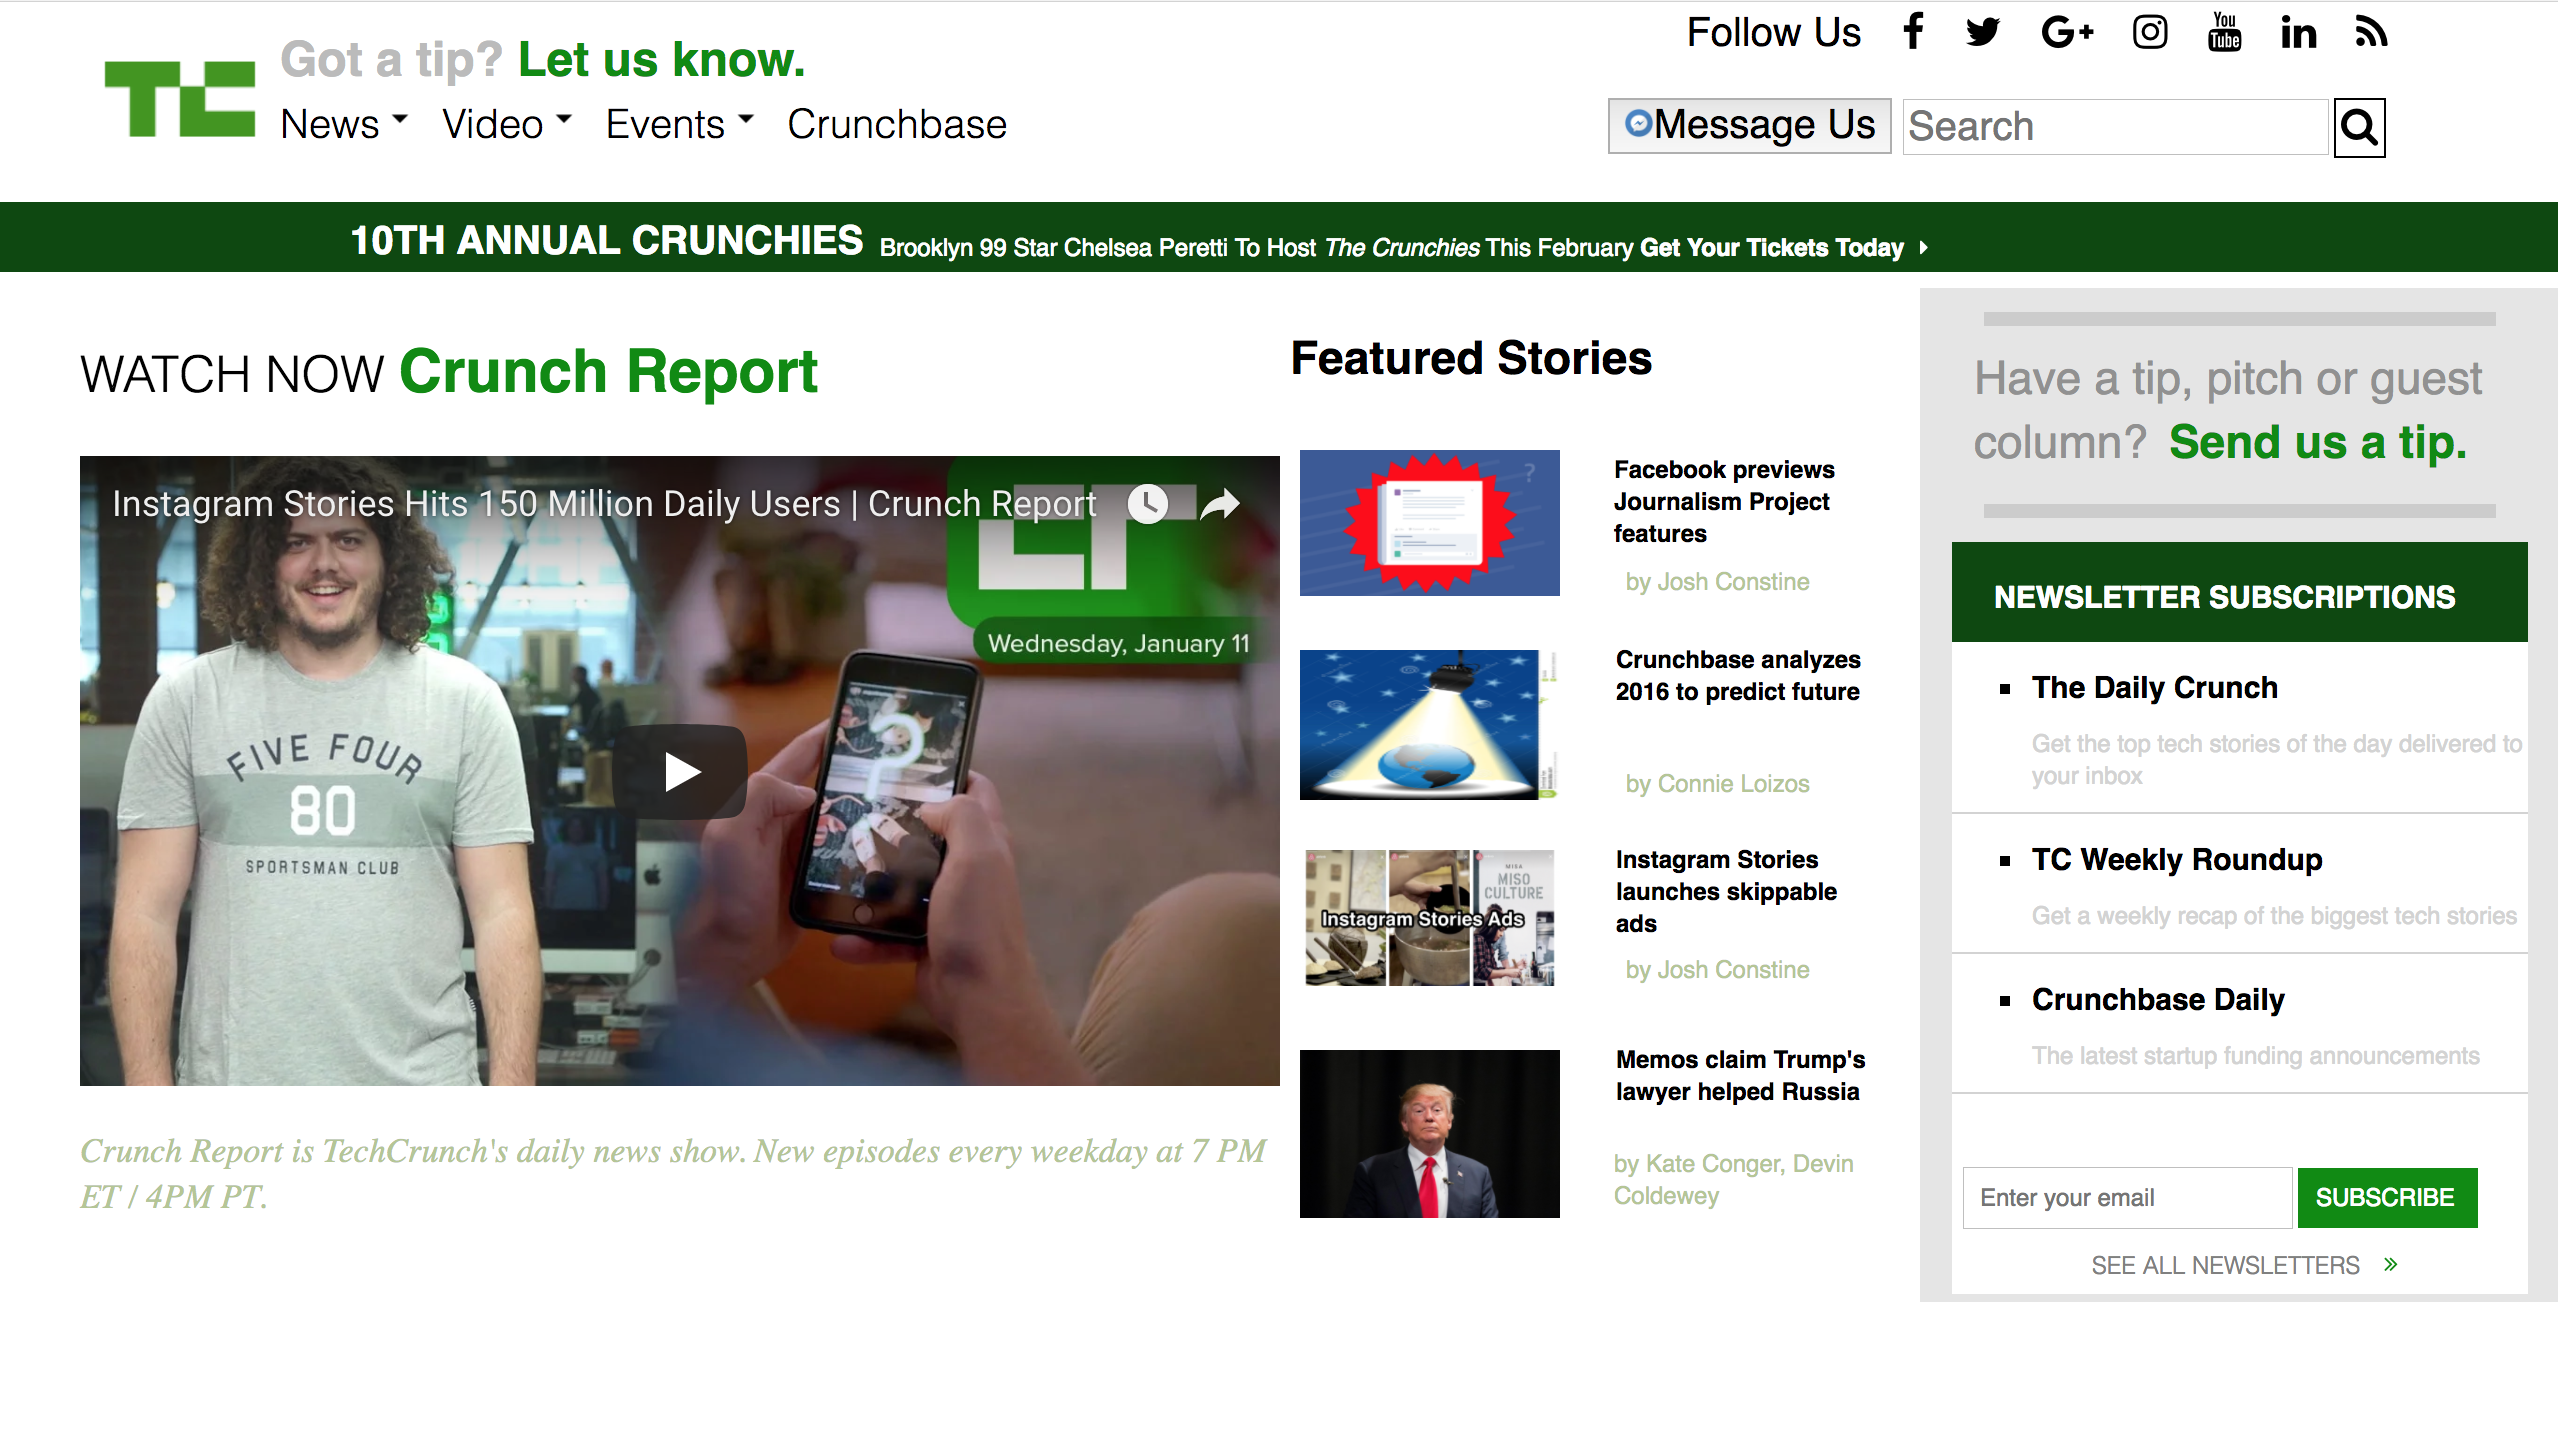 Follow Us
You
Tube
TC
Got a tip? Let us know.
News Video Events Crunchbase
Message Us
Search
10TH ANNUAL CRUNCHIES Brooklyn 99 Star Chelsea Peretti To Host The Crunchies This February Get Your Tickets Today
WATCH NOW Crunch Report
Instagram Stories Hits 150 Million Daily Users | Crunch Report
Wednesday, January 11
FIVE FOUR
80
SPORTSMAN CLUB
Crunch Report is TechCrunch's daily news show. New episodes every weekday at 7 PM
ET / 4PM PT.
Featured Stories
Facebook previews
Journalism Project
features
by Josh Constine
Crunchbase analyzes
2016 to predict future
by Connie Loizos
MISO
CULTURE
Instagram Stories Ads
Instagram Stories
launches skippable
ads
by Josh Constine
Memos claim Trump's
lawyer helped Russia
by Kate Conger, Devin
Coldewey
Have a tip, pitch or guest
column? Send us a tip.
NEWSLETTER SUBSCRIPTIONS
The Daily Crunch
Get the top tech stories of the day delivered to
your inbox
TC Weekly Roundup
Get a weekly recap of the biggest tech stories
Crunchbase Daily
The latest startup funding announcements
Enter your email
SUBSCRIBE
SEE ALL NEWSLETTERS »